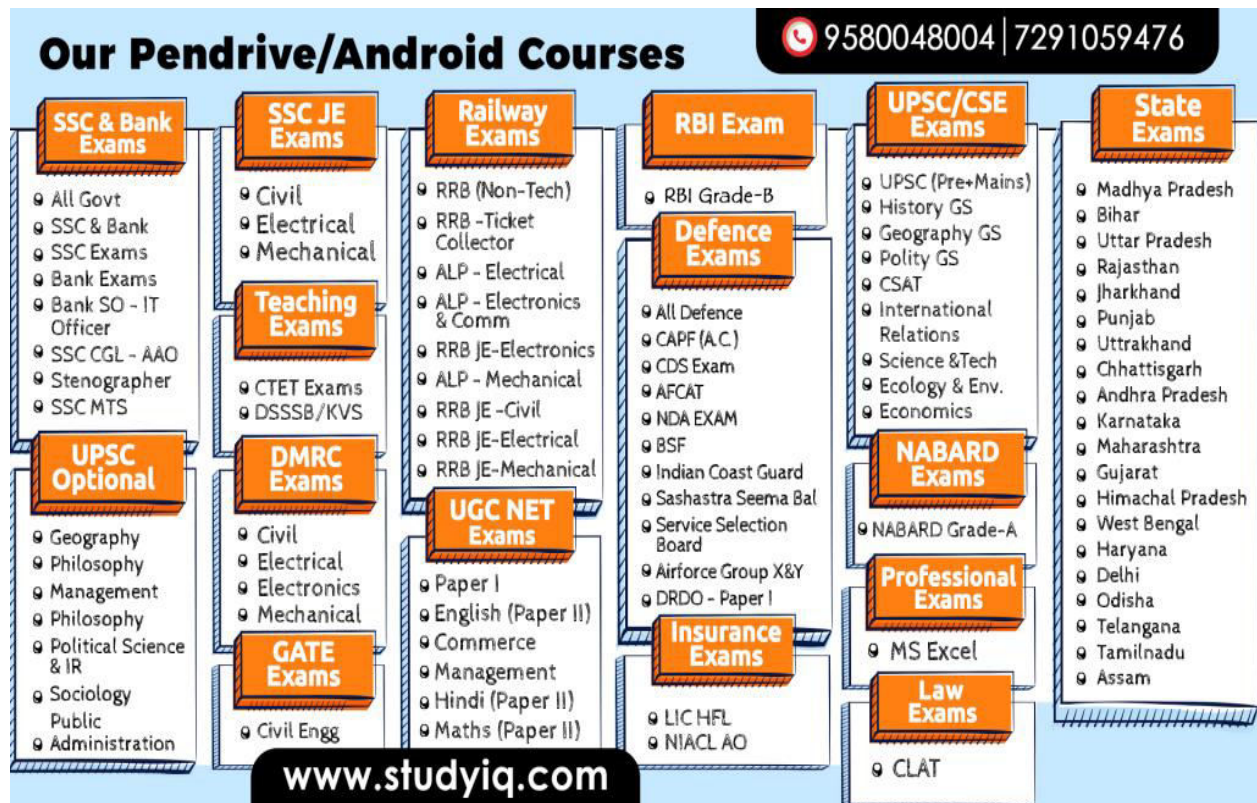 Our Pendrive/Android Courses
9580048004 | 7291059476
SSC & Bank
Exams
All Govt
SSC & Bank
SSC Exams
Bank Exams
Bank SO - IT
Officer
SSC CGL - AAO
Stenographer
SSC MTS
UPSC
Optional
Geography
Philosophy
Management
Philosophy
Political Science
& IR
Sociology
Public
Administration
SSC JE
Exams
Civil
Electrical
Mechanical
Teaching
Exams
CTET Exams
DSSSB/KVS
DMRC
Exams
Civil
Electrical
Electronics
Mechanical
GATE
Exams
Civil Engg
Railway
Exams
RRB (Non-Tech)
RRB -Ticket
Collector
ALP - Electrical
ALP - Electronics
& Comm
RRB JE-Electronics
ALP - Mechanical
RRB JE -Civil
RRB JE-Electrical
RRB JE-Mechanical
UGC NET
Exams
Paper I
English (Paper II)
Commerce
Management
Hindi (Paper II)
Maths (Paper II)
RBI Exam
RBI Grade-B
Defence
Exams
All Defence
CAPF (A.C.)
CDS Exam
AFCAT
NDA EXAM
BSF
Indian Coast Guard
Sashastra Seema Bal
Service Selection
Board
Airforce Group X&Y
DRDO - Paper I
Insurance
Exams
LIC HFL
NIACL AO
UPSC/CSE
Exams
UPSC (Pre+Mains)
History GS
Geography GS
Polity GS
CSAT
International
Relations
Science &Tech
Ecology & Env.
Economics
NABARD
Exams
NABARD Grade-A
Professional
Exams
MS Excel
Law
Exams
CLAT
State
Exams
Madhya Pradesh
Bihar
Uttar Pradesh
Rajasthan
Jharkhand
Punjab
Uttrakhand
Chhattisgarh
Andhra Pradesh
Karnataka
Maharashtra
Gujarat
Himachal Pradesh
West Bengal
Haryana
Delhi
Odisha
Telangana
Tamilnadu
Assam
www.studyiq.com